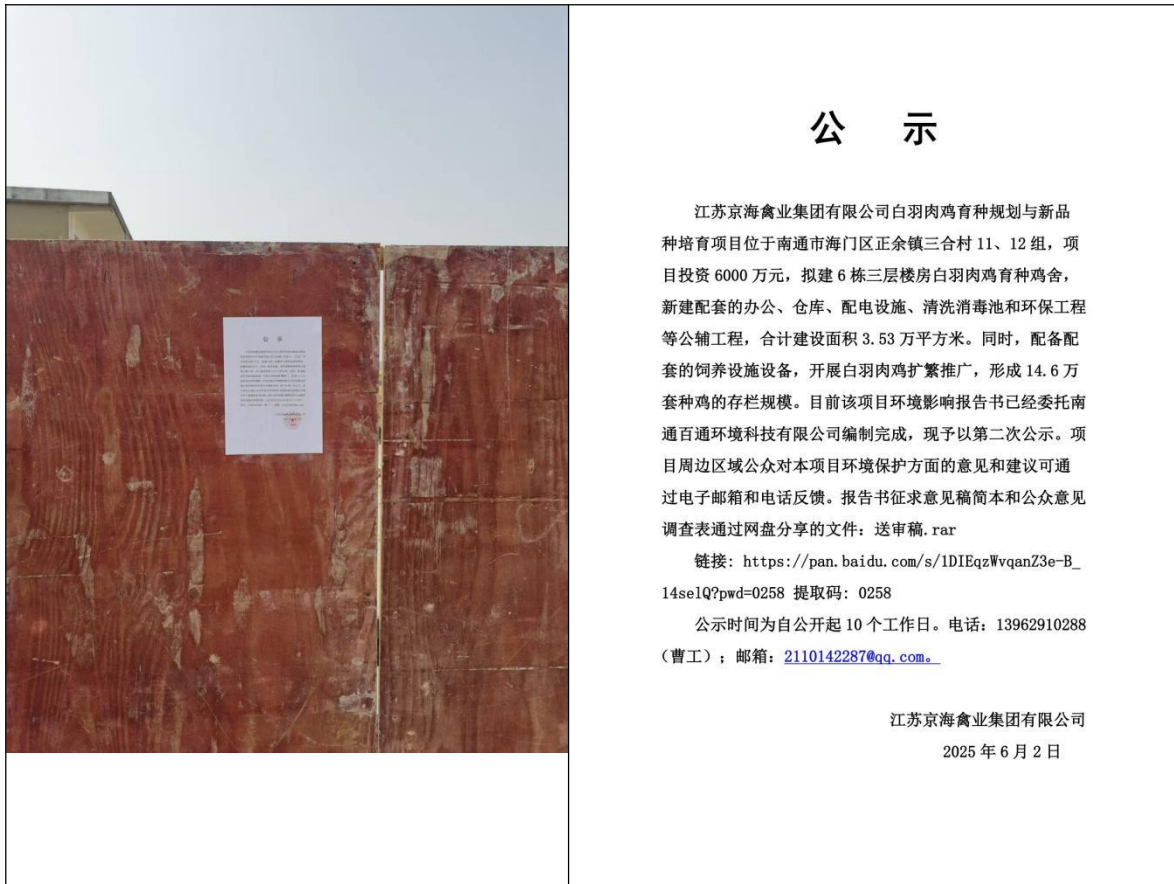 公 示
江苏京海禽业集团有限公司白羽肉鸡育种规划与新品
种培育项目位于南通市海门区正余镇三合村 11、12 组，项
目投资 6000 万元，拟建 6 栋三层楼房白羽肉鸡育种鸡舍，
新建配套的办公、仓库、配电设施、清洗消毒池和环保工程
等公辅工程，合计建设面积 3.53 万平方米。同时，配备配
套的饲养设施设备，开展白羽肉鸡扩繁推广，形成 14.6 万
套种鸡的存栏规模。目前该项目环境影响报告书已经委托南
通百通环境科技有限公司编制完成，现予以第二次公示。项
目周边区域公众对本项目环境保护方面的意见和建议可通
过电子邮箱和电话反馈。报告书征求意见稿简本和公众意见
调查表通过网盘分享的文件：送审稿.rar
链接: https://pan.baidu.com/s/1DIEqzWvqanZ3e-B_
14selQ?pwd=0258 提取码: 0258
公示时间为自公开起 10 个工作日。电话：13962910288
（曹工）；邮箱：2110142287@qq.com。
江苏京海禽业集团有限公司
2025 年 6 月 2 日